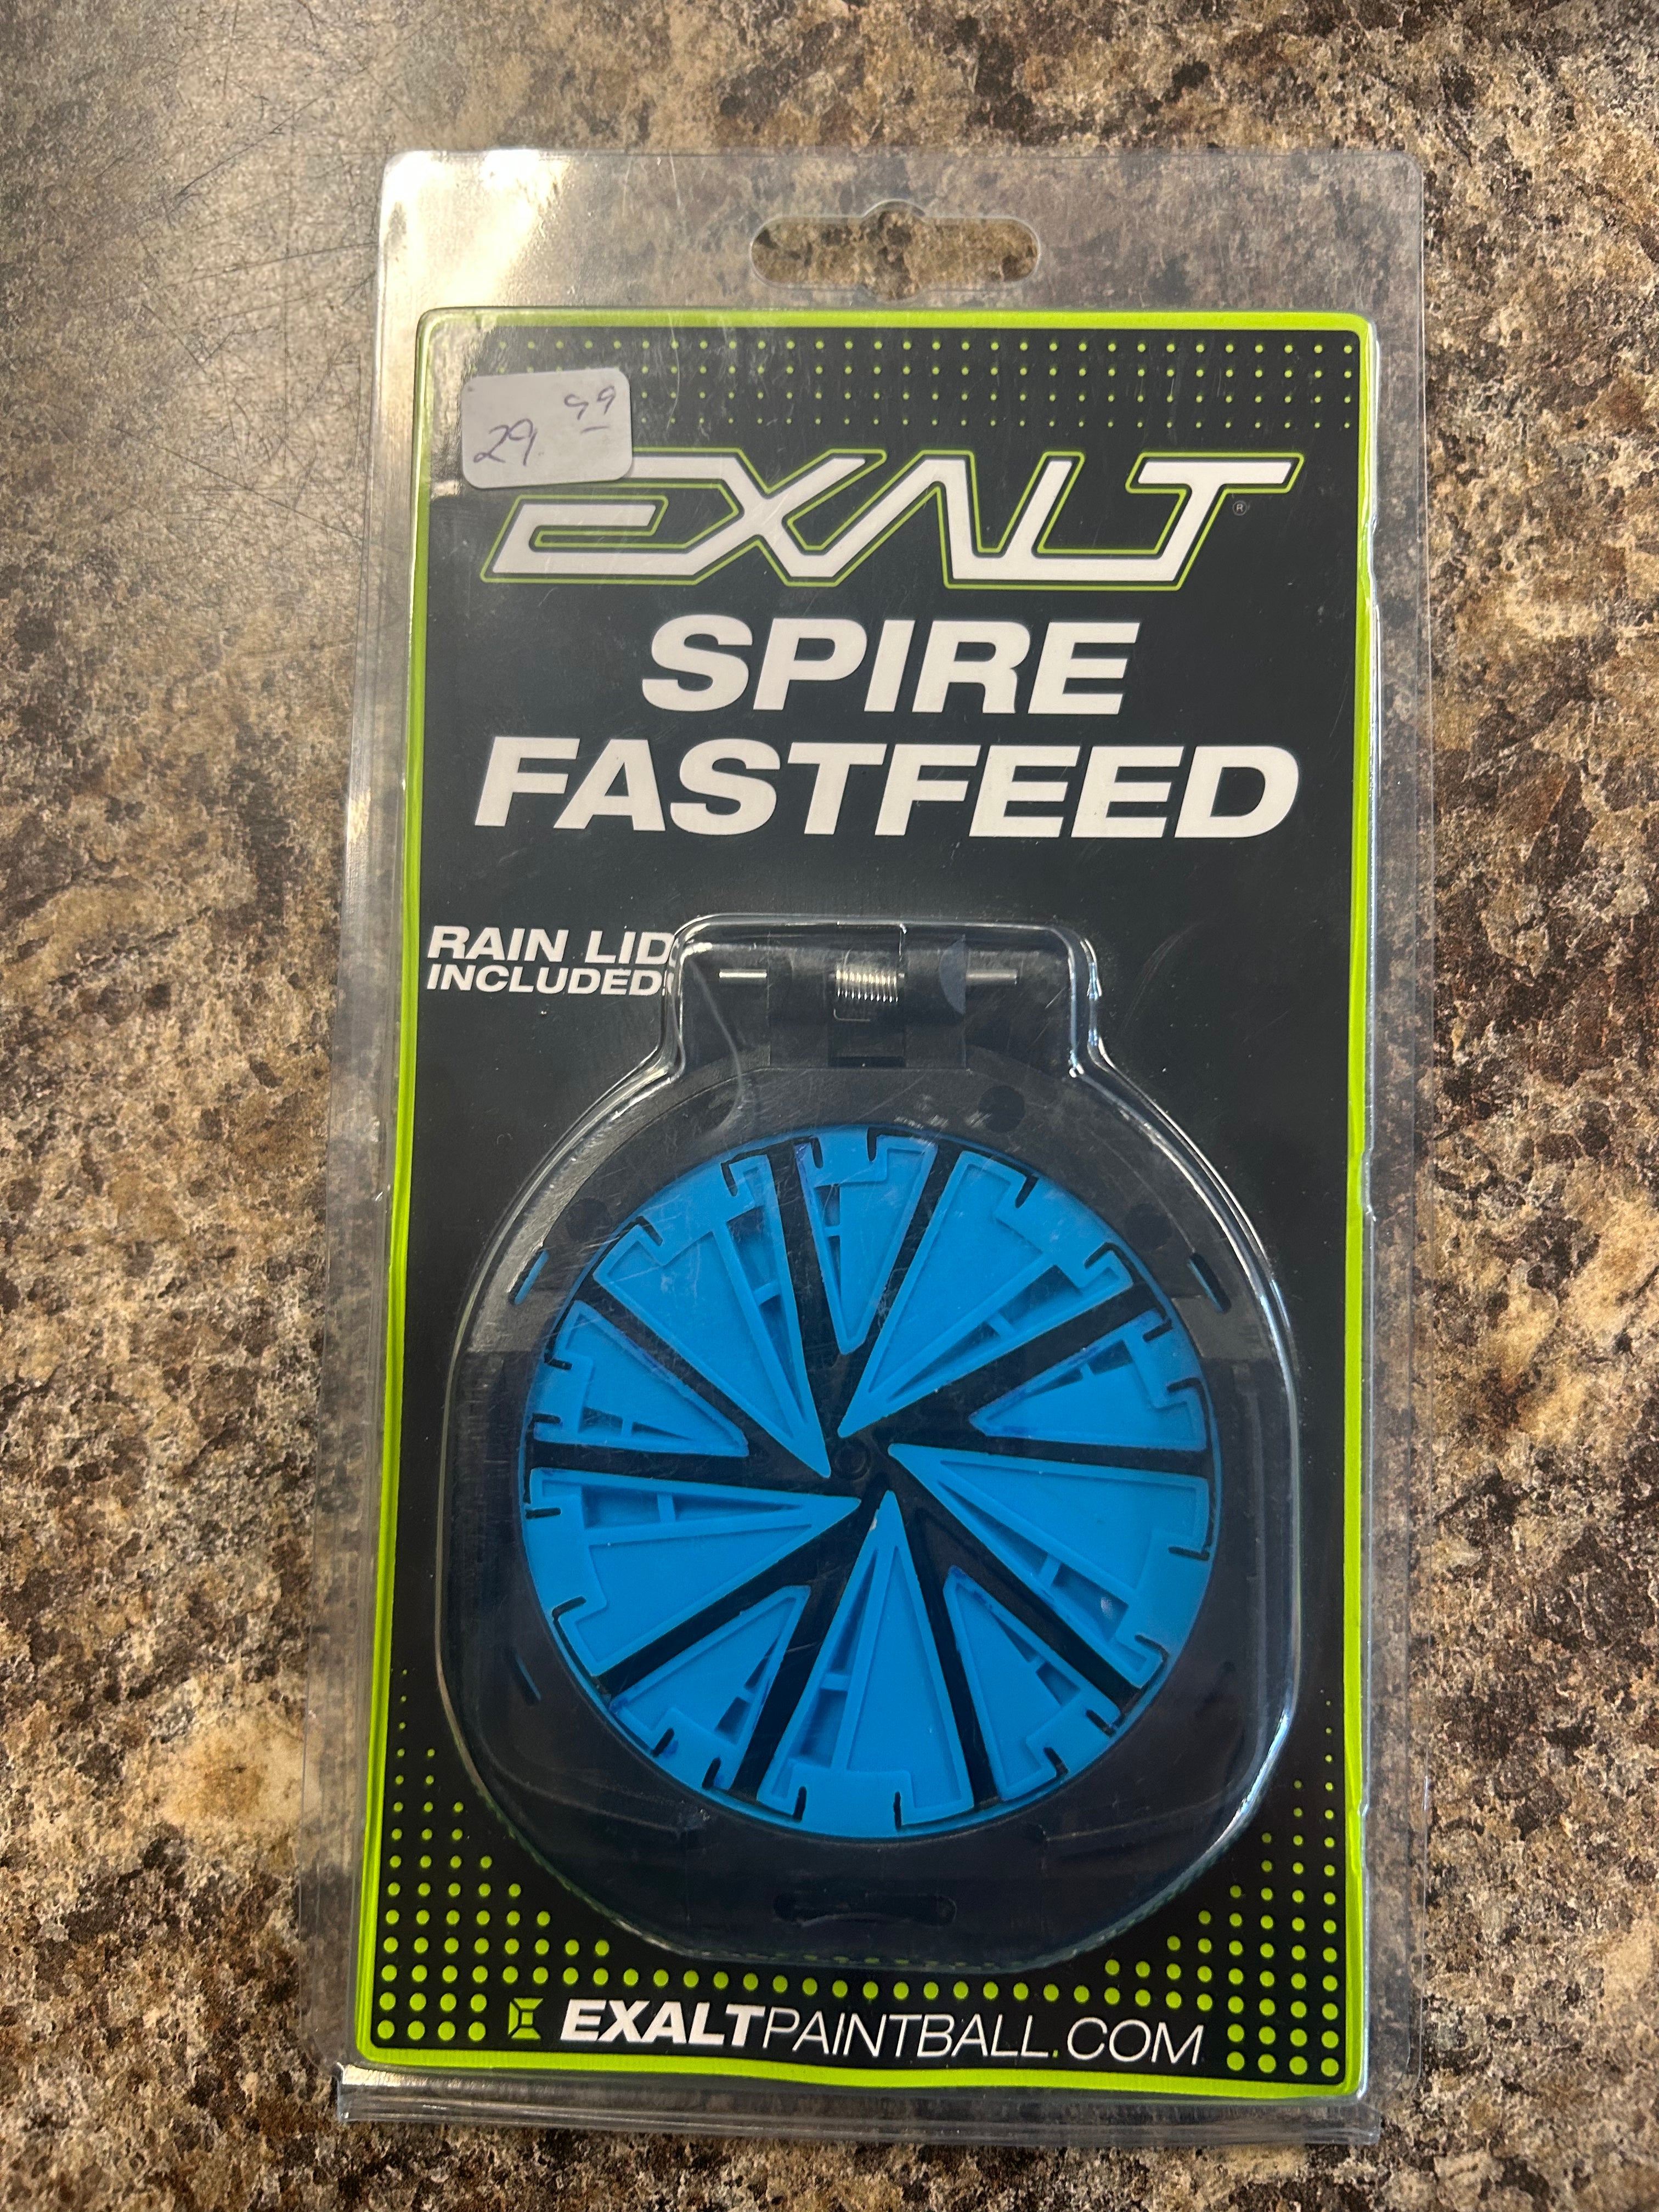 29.99
EXALT®
SPIRE
FASTFEED
RAIN LID
INCLUDED
EXALTPAINTBALL.COM